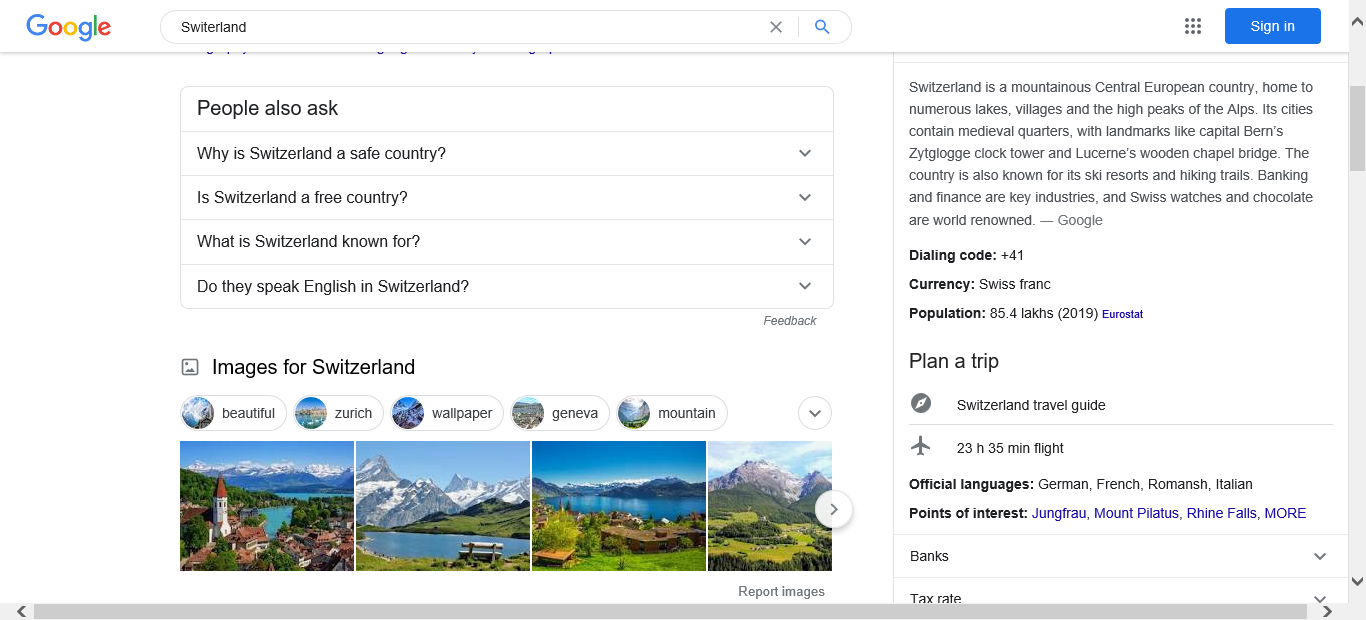 Google
Switerland
Sign in
People also ask
Why is Switzerland a safe country?
Is Switzerland a free country?
What is Switzerland known for?
Do they speak English in Switzerland?
Feedback
Images for Switzerland
beautiful
zurich
wallpaper
geneva
mountain
Report images
Switzerland is a mountainous Central European country, home to
numerous lakes, villages and the high peaks of the Alps. Its cities
contain medieval quarters, with landmarks like capital Bern’s
Zytglogge clock tower and Lucerne’s wooden chapel bridge. The
country is also known for its ski resorts and hiking trails. Banking
and finance are key industries, and Swiss watches and chocolate
are world renowned. — Google
Dialing code: +41
Currency: Swiss franc
Population: 85.4 lakhs (2019) Eurostat
Plan a trip
Switzerland travel guide
23 h 35 min flight
Official languages: German, French, Romansh, Italian
Points of interest: Jungfrau, Mount Pilatus, Rhine Falls, MORE
Banks
Tax rate